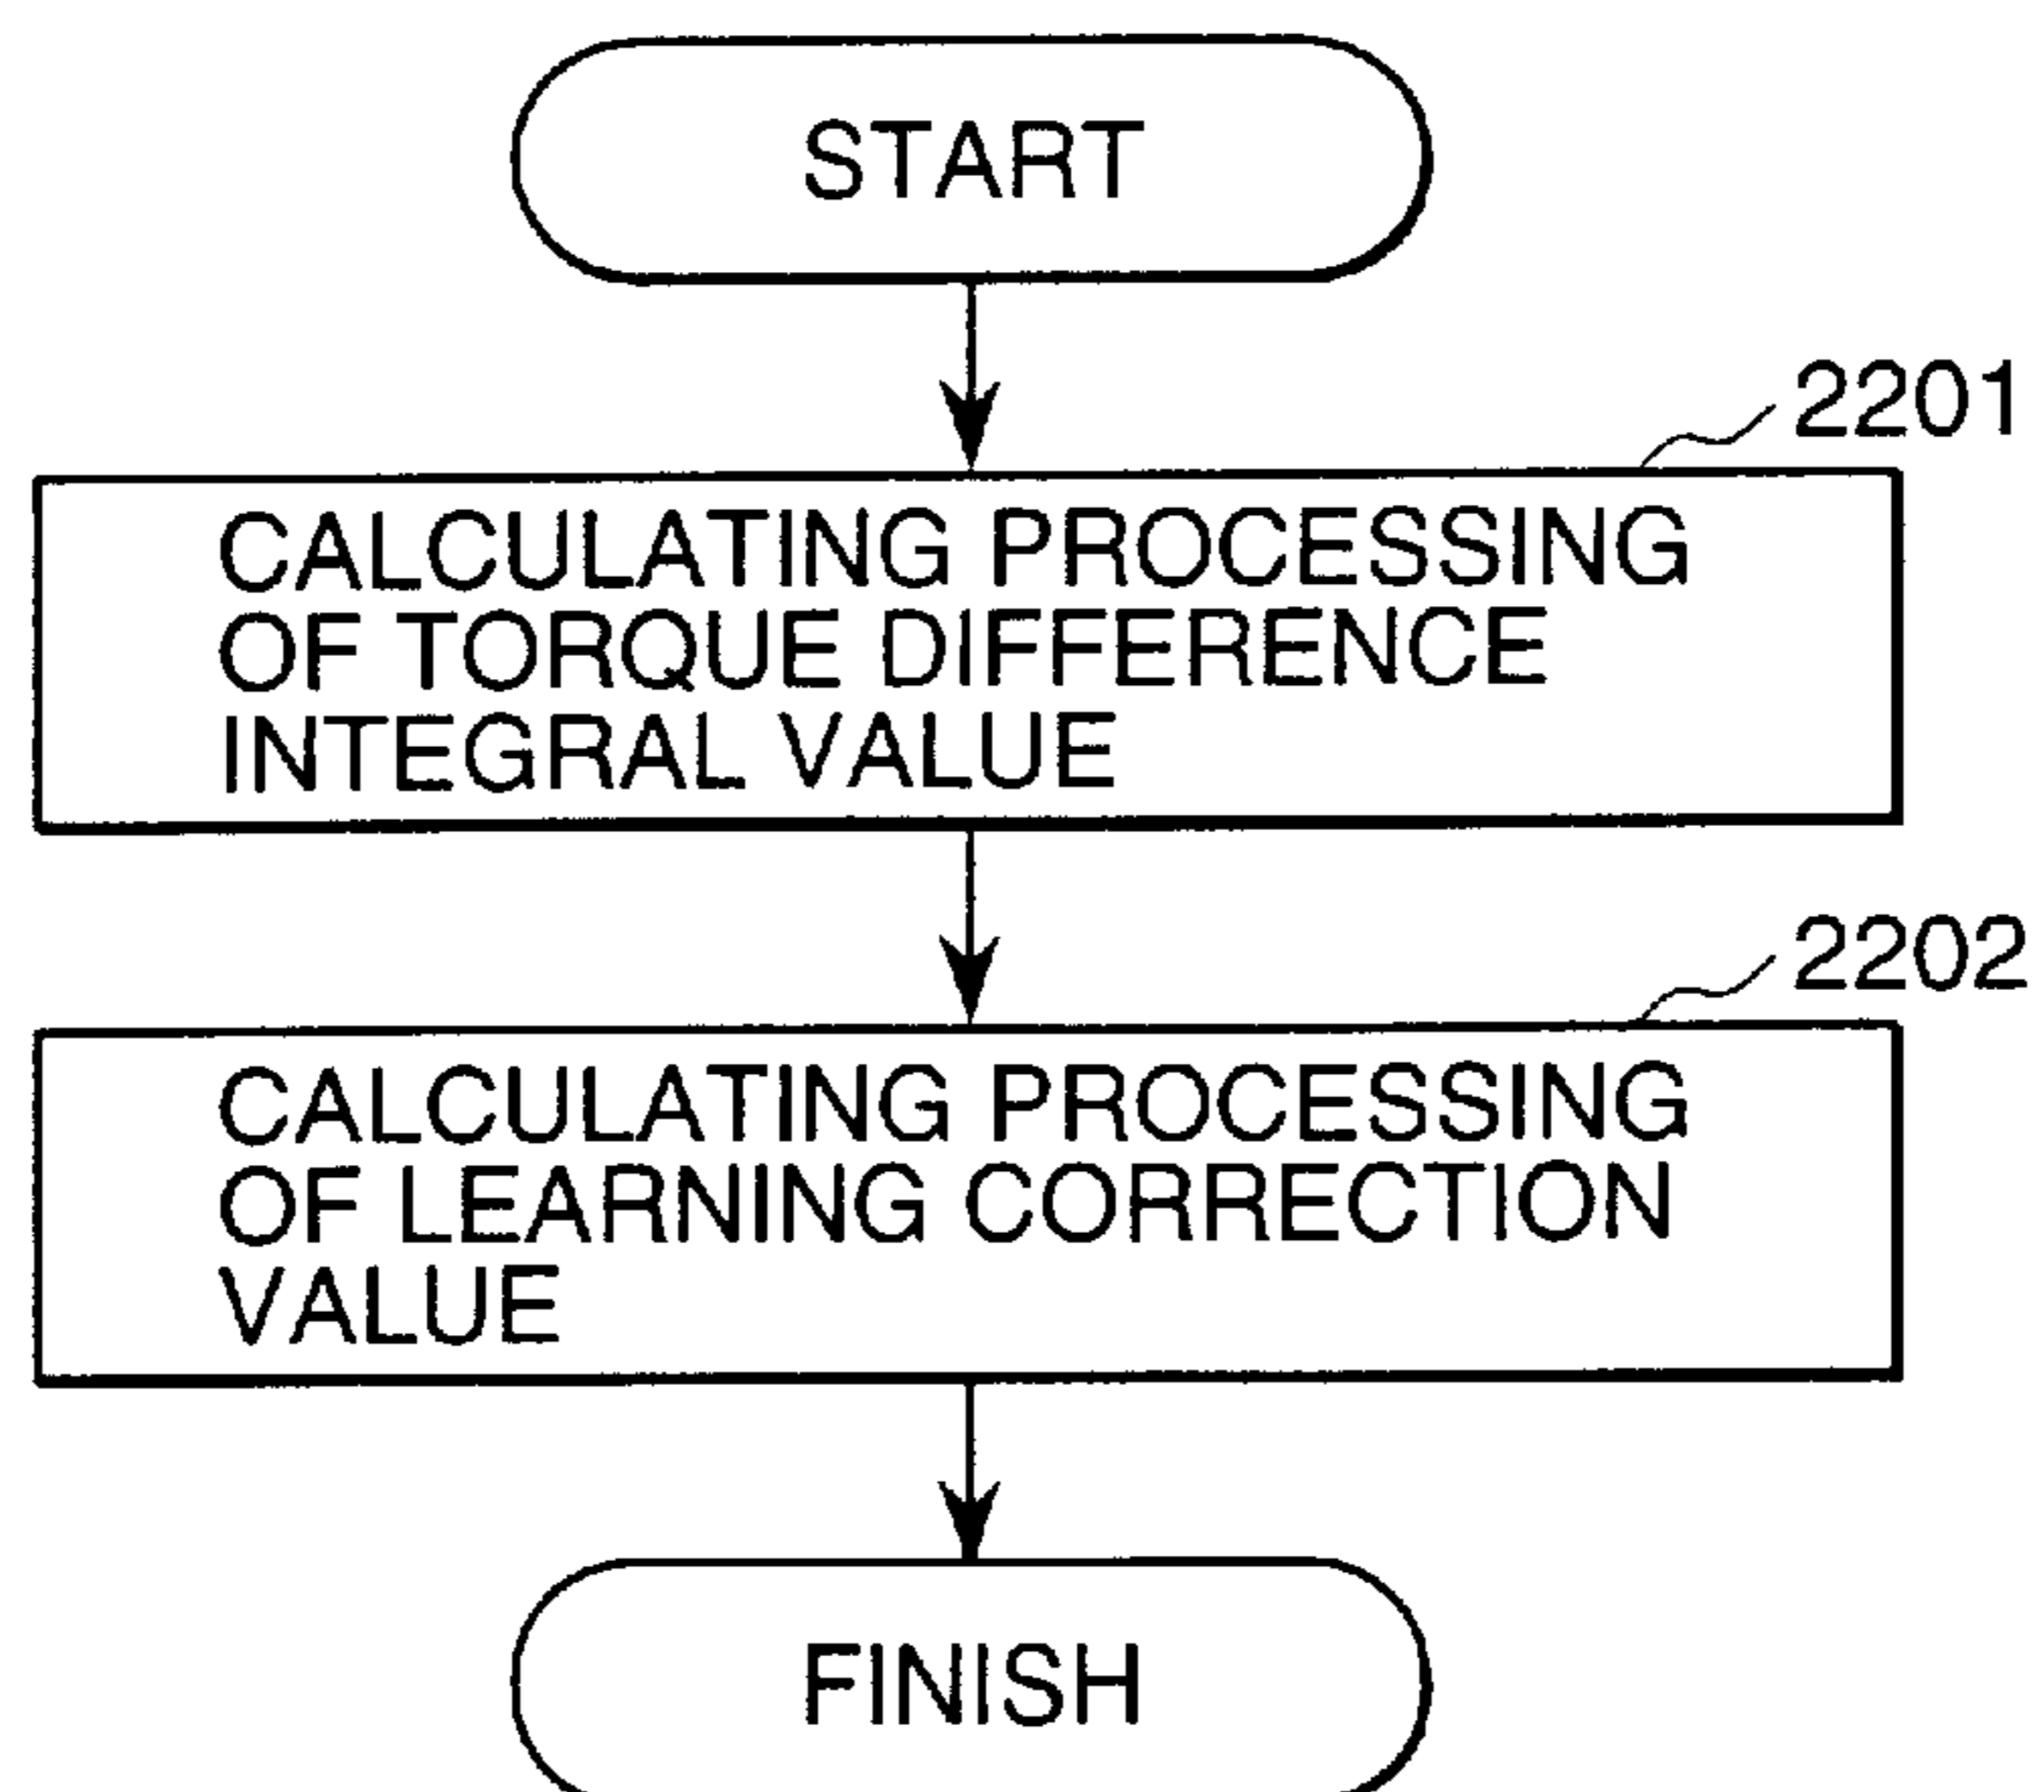 START
2201
CALCULATING PROCESSING
OF TORQUE DIFFERENCE
INTEGRAL VALUE
2202
CALCULATING PROCESSING
OF LEARNING CORRECTION
VALUE
FINISH